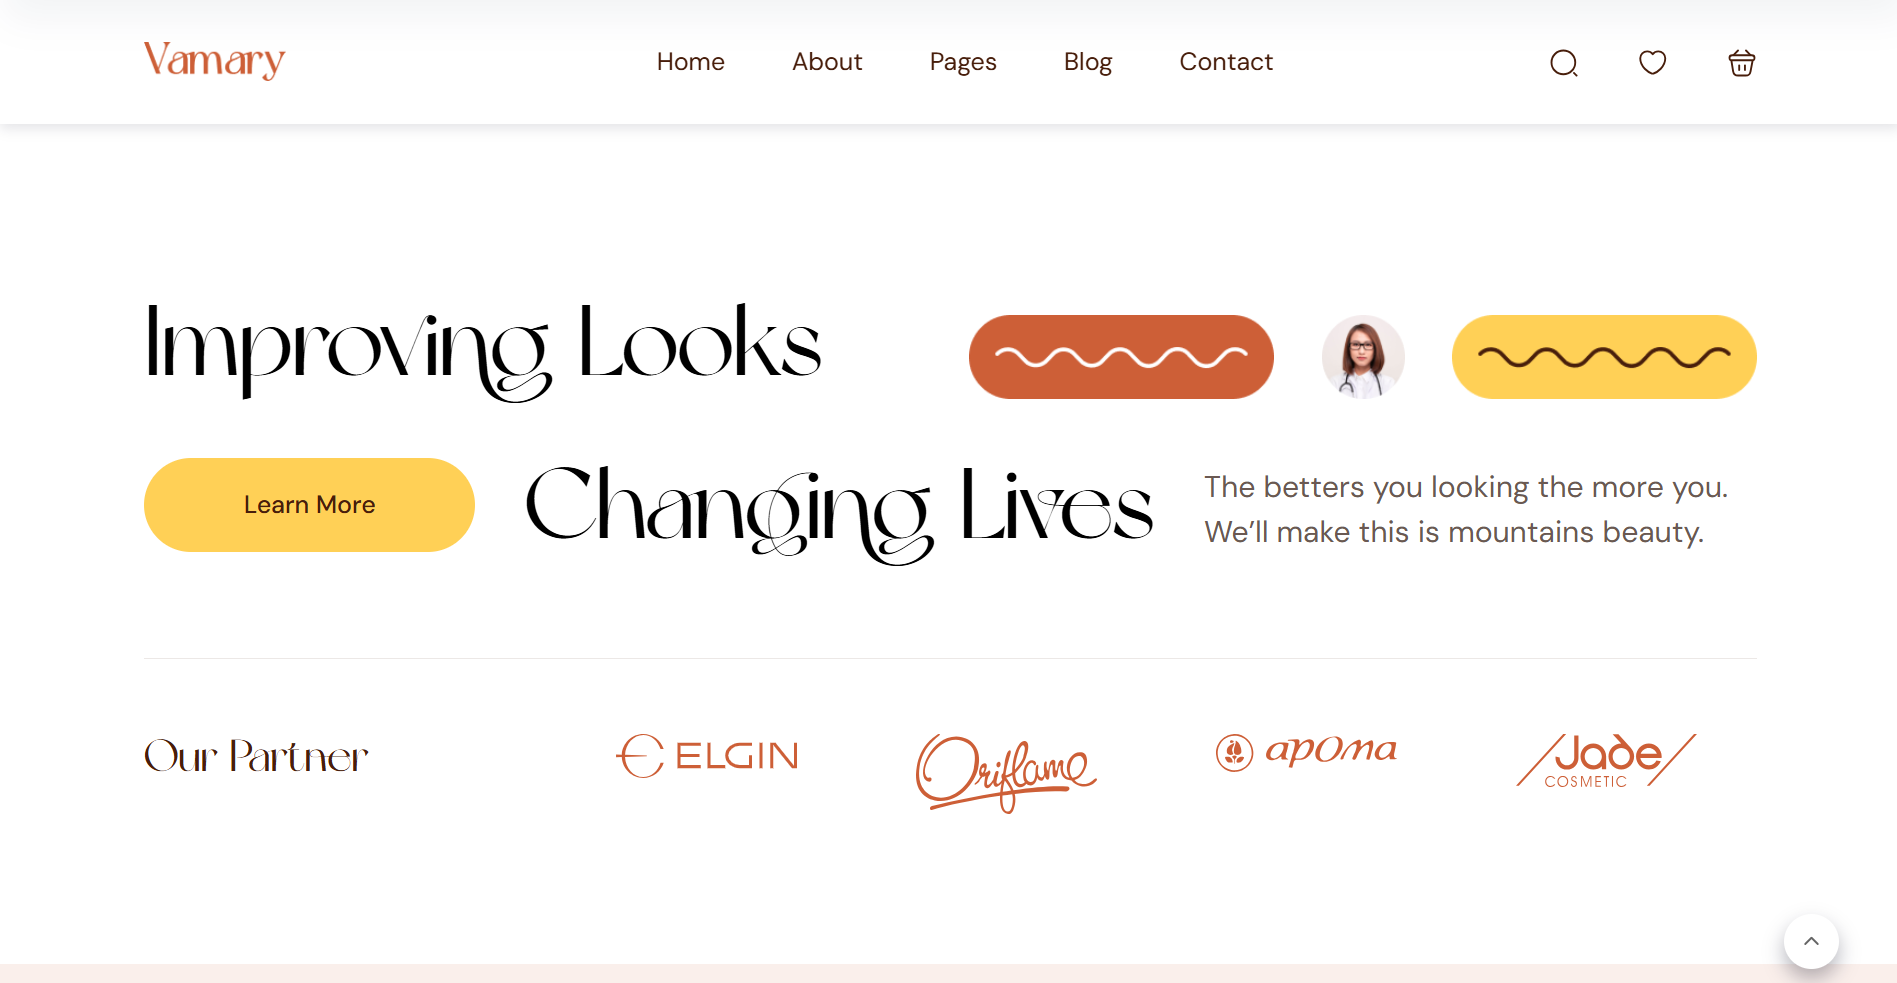 Vamary
Home
About
Pages
Blog
Contact
Improving Looks
Learn More
Changing Lives
The betters you looking the more you.
We’ll make this is mountains beauty.
Our Partner
ELGIN
Oriflame
apoma
Jade
COSMETIC